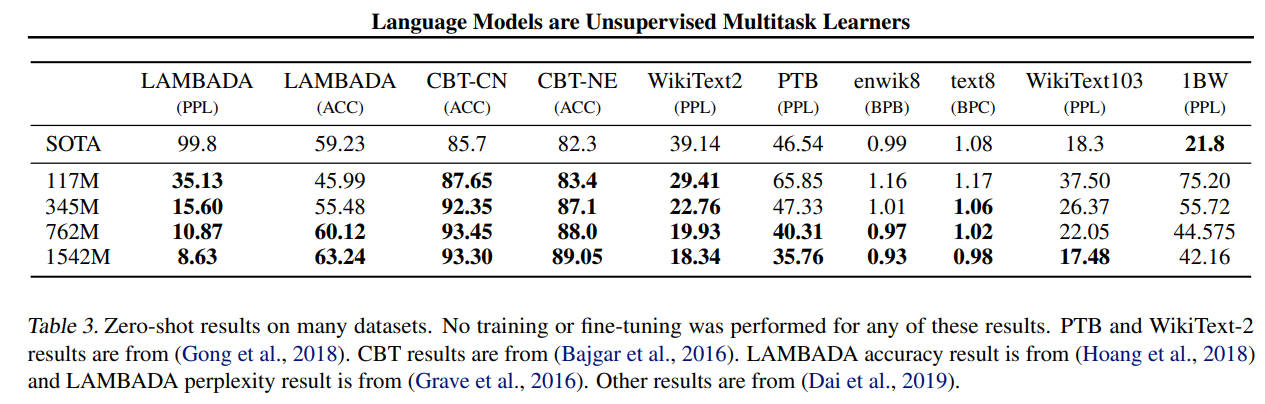 Language Models are Unsupervised Multitask Learners
LAMBADA LAMBADA CBT-CN CBT-NE WikiText2 PTB enwik8 text8 WikiText103 1BW
(PPL) (ACC) (ACC) (ACC) (PPL) (PPL) (BPB) (BPC) (PPL) (PPL)
SOTA 99.8 59.23 85.7 82.3 39.14 46.54 0.99 1.08 18.3 21.8
117M 35.13 45.99 87.65 83.4 29.41 65.85 1.16 1.17 37.50 75.20
345M 15.60 55.48 92.35 87.1 22.76 47.33 1.01 1.06 26.37 55.72
762M 10.87 60.12 93.45 88.0 19.93 40.31 0.97 1.02 22.05 44.575
1542M 8.63 63.24 93.30 89.05 18.34 35.76 0.93 0.98 17.48 42.16
Table 3. Zero-shot results on many datasets. No training or fine-tuning was performed for any of these results. PTB and WikiText-2
results are from (Gong et al., 2018). CBT results are from (Bajgar et al., 2016). LAMBADA accuracy result is from (Hoang et al., 2018)
and LAMBADA perplexity result is from (Grave et al., 2016). Other results are from (Dai et al., 2019).